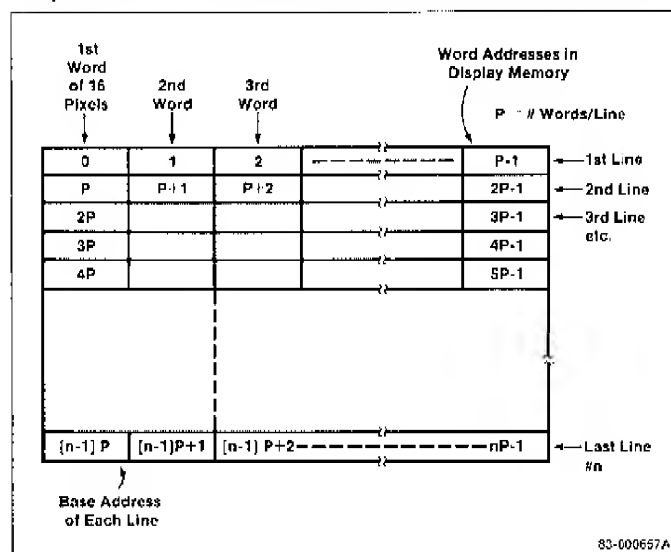 1st
Word
of 16
Pixels
2nd
Word
3rd
Word
Word Addresses in
Display Memory
P = # Words/Line
0 1 2 P-1 1st Line
P P+1 P+2 2P-1 2nd Line
2P 3P-1 3rd Line
etc.
3P 4P-1
4P 5P-1
[n-1] P [n-1)P+1 [n-1) P+2 nP-1 Last Line
#n
Base Address
of Each Line
83-000657A